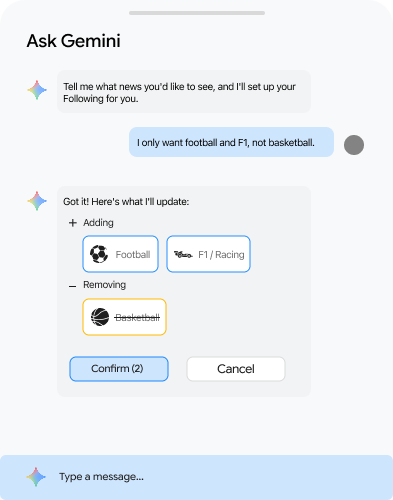 Ask Gemini
Tell me what news you'd like to see, and I'll set up your
Following for you.
I only want football and F1, not basketball.
Got it! Here's what I'll update:
+ Adding
Football
F1 / Racing
– Removing
Basketball
Confirm (2)
Cancel
Type a message...